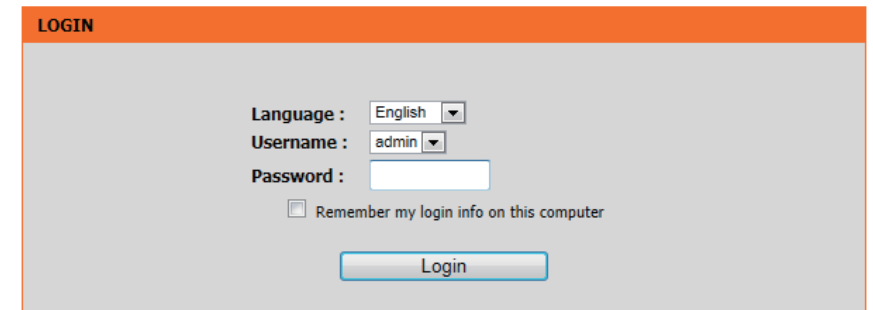 LOGIN
Language : English
Username : admin
Password :
Remember my login info on this computer
Login